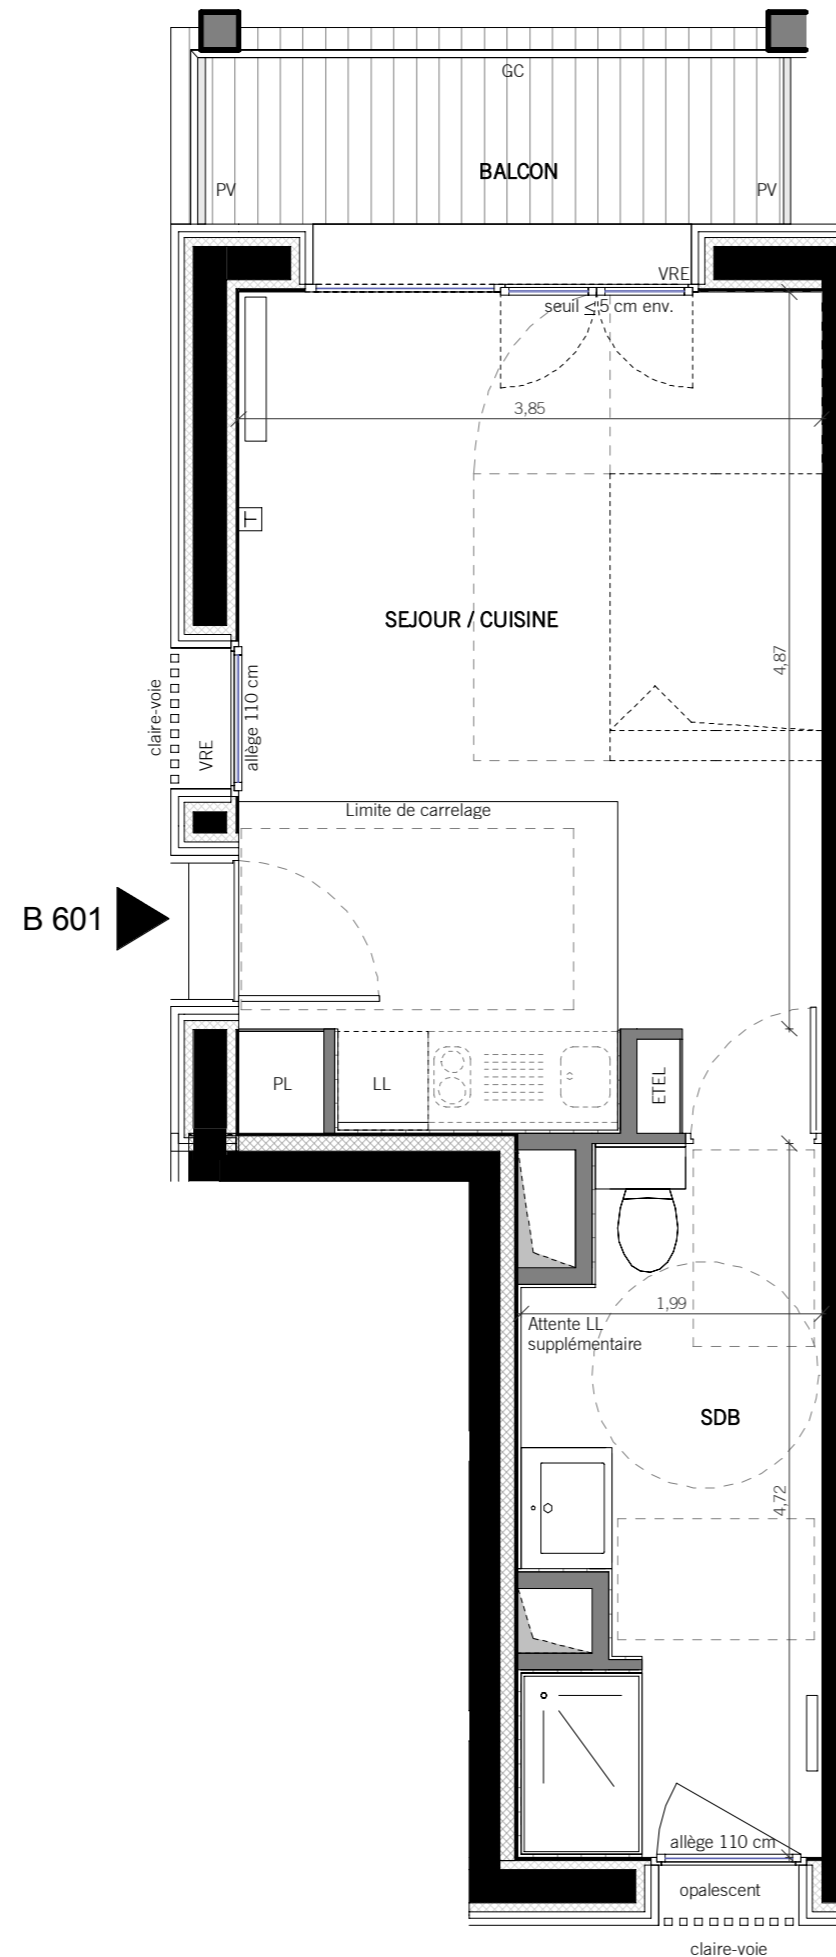 GC
BALCON
PV
PV
VRE
seuil ≤ 5 cm env.
3,85
T
SEJOUR / CUISINE
4,87
claire-voie
VRE
allège 110 cm
Limite de carrelage
B 601
PL
LL
ETEL
1,99
Attente LL
supplémentaire
SDB
4,72
allège 110 cm
opalescent
claire-voie